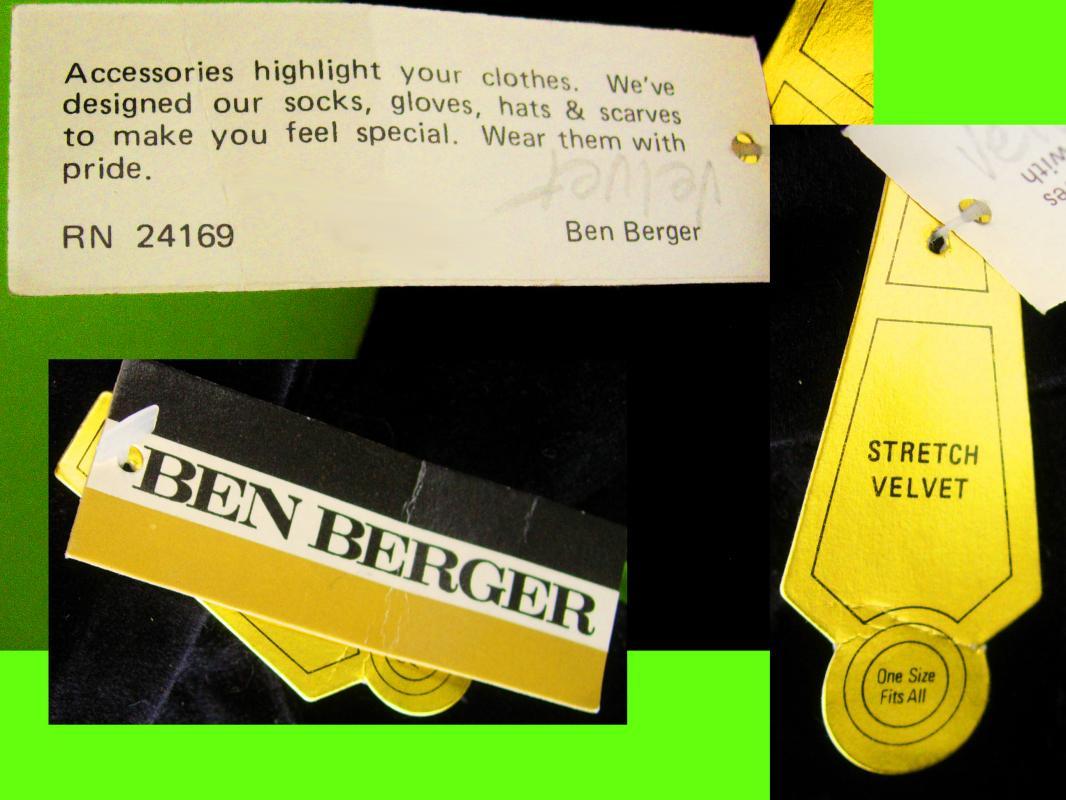 Accessories highlight your clothes. We've
designed our socks, gloves, hats & scarves
to make you feel special. Wear them with
pride.
Velvet
RN 24169
Ben Berger
with
BEN BERGER
STRETCH
VELVET
One Size
Fits All